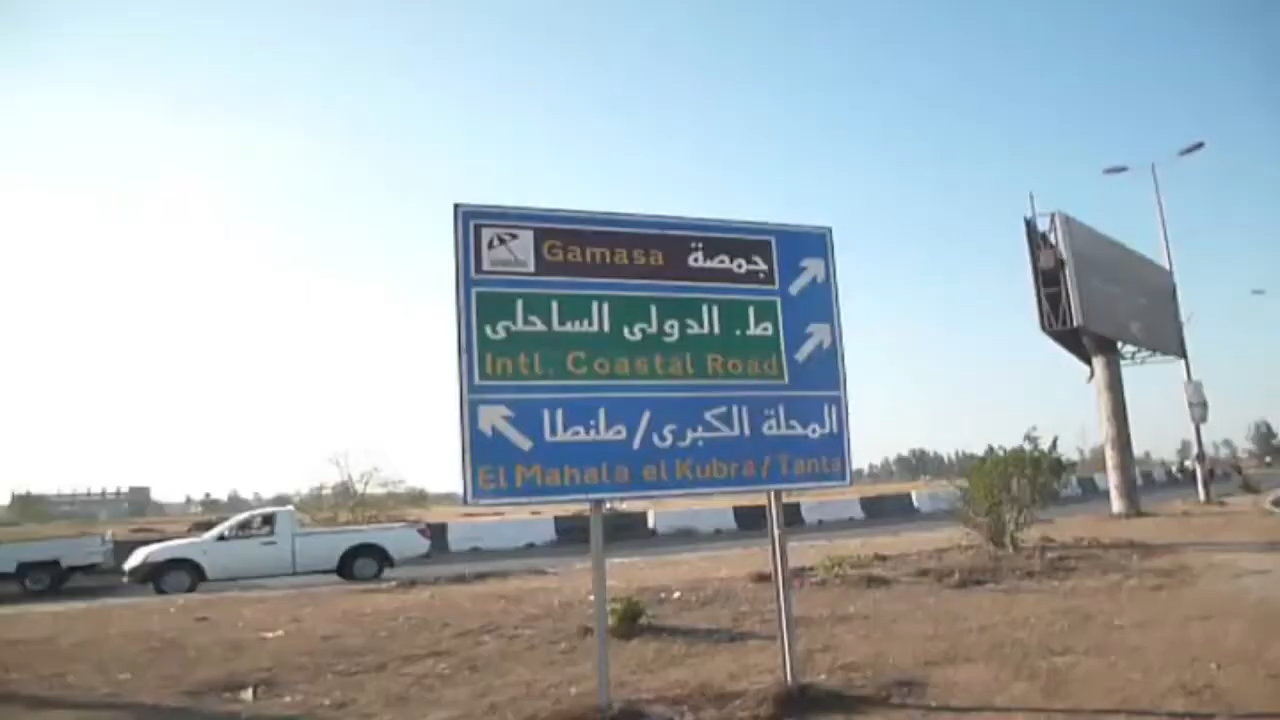 Gamasa جمصة
ط. الدولى الساحلى
Intl. Coastal Road
المحلة الكبرى/طنطا
El Mahala el Kubra/Tanta